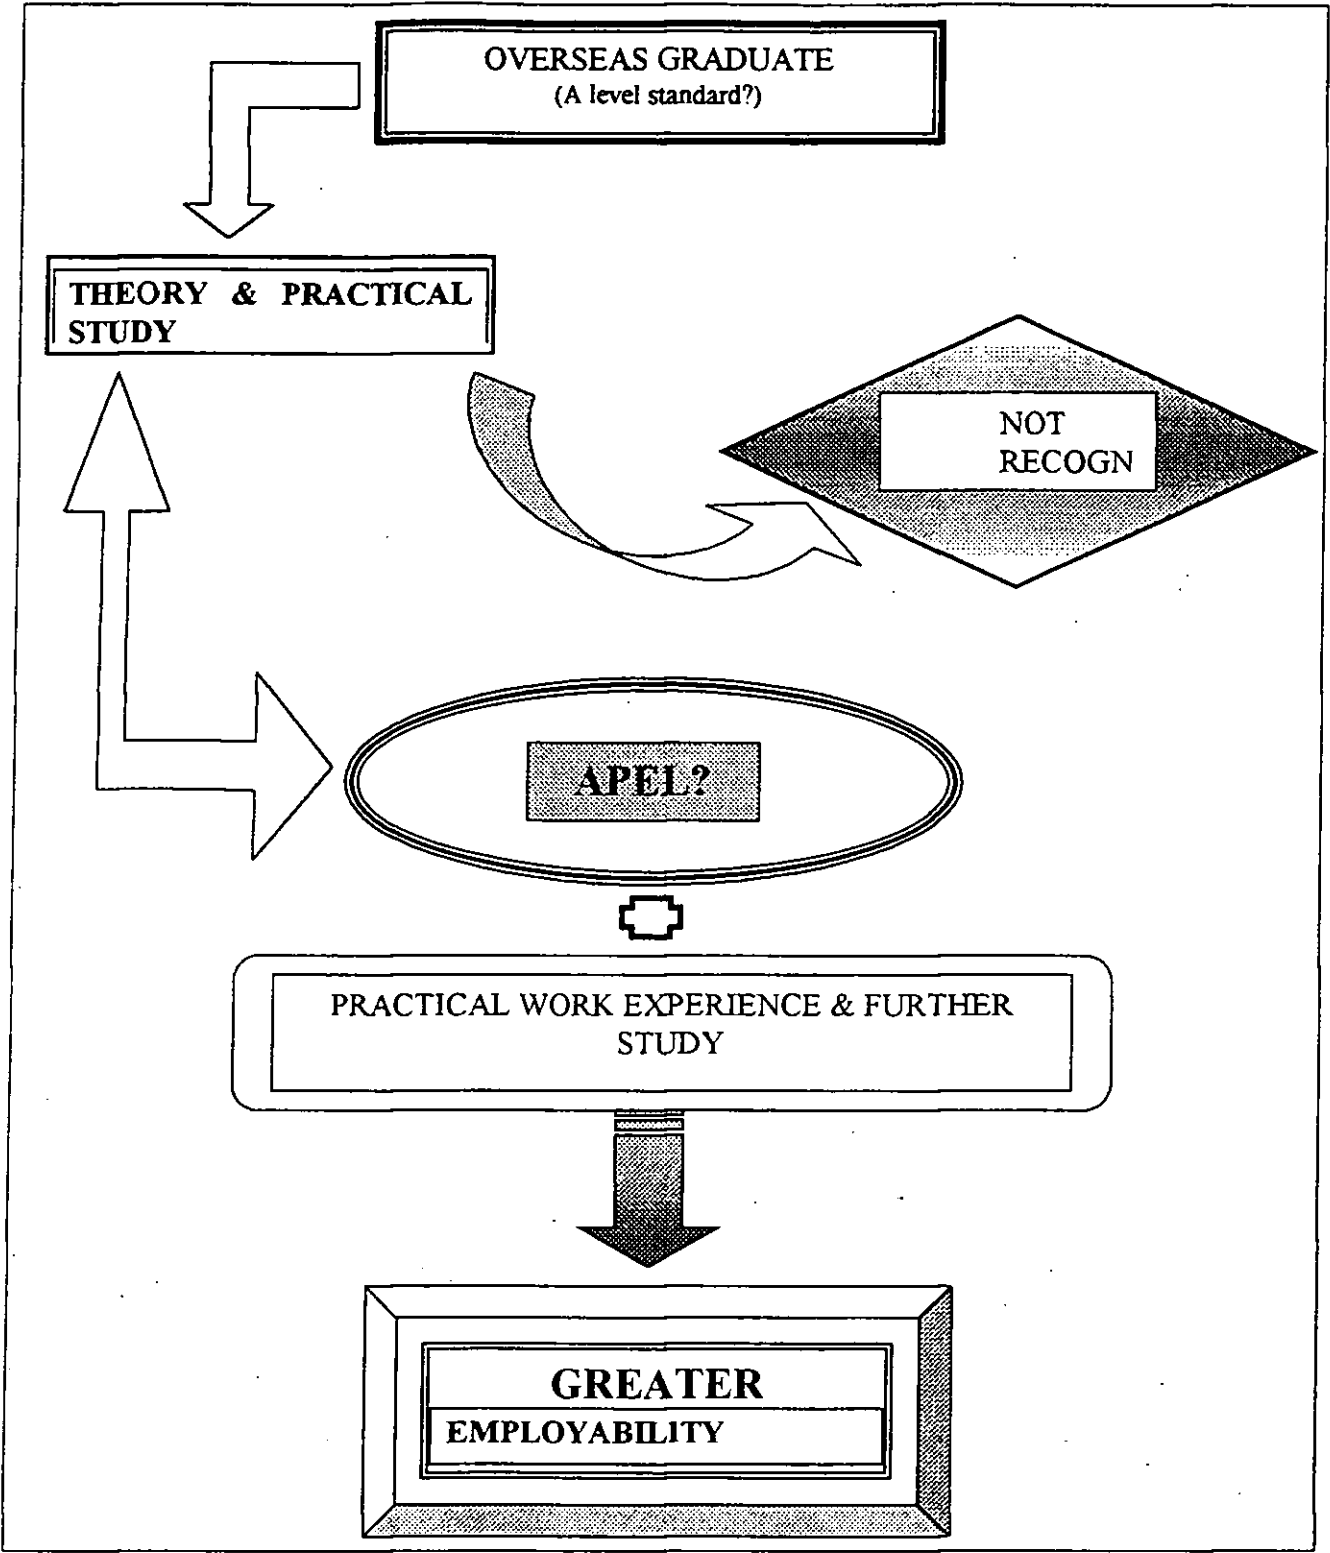 OVERSEAS GRADUATE
(A level standard?)
THEORY & PRACTICAL
STUDY
NOT
RECOGN
APEL?
PRACTICAL WORK EXPERIENCE & FURTHER
STUDY
GREATER
EMPLOYABILITY